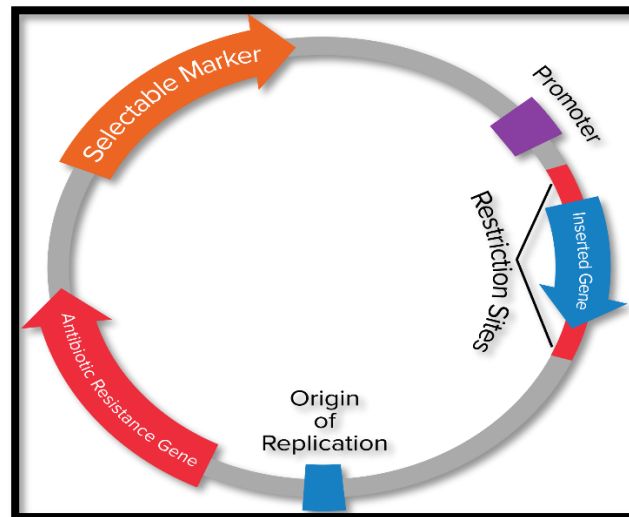 Selectable Marker
Promoter
Restriction Sites
Inserted Gene
Antibiotic Resistance Gene
Origin
of
Replication